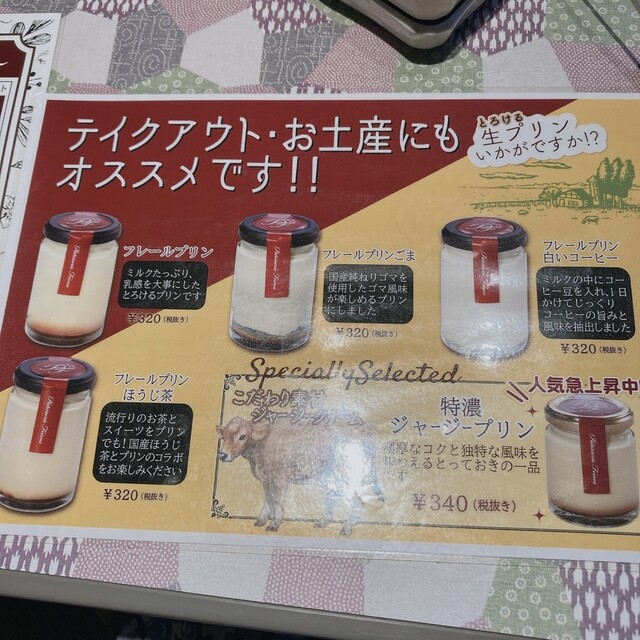 テイクアウト・お土産にも
オススメです!!
とろける
生プリン
いかがですか!?
フレールプリン
ミルクたっぷり、
乳感を大事にした
とろけるプリンです
¥320(税抜き)
フレールプリンごま
国産純ねりゴマを
使用したゴマ風味
が楽しめるプリン
にしました
¥320(税抜き)
フレールプリン
白いコーヒー
ミルクの中にコー
ヒー豆を入れ1日
かけてじっくり
コーヒーの旨みと
風味を抽出しました
¥320(税抜き)
フレールプリン
ほうじ茶
流行りのお茶と
スイーツをプリン
でも!国産ほうじ
茶とプリンのコラボ
をお楽しみください
¥320(税抜き)
Specially Selected
こだわり素材
人気急上昇中
特濃
ジャージープリン
濃厚なコクと独特な風味を
味わえるとっておきの一品
です
¥340(税抜き)